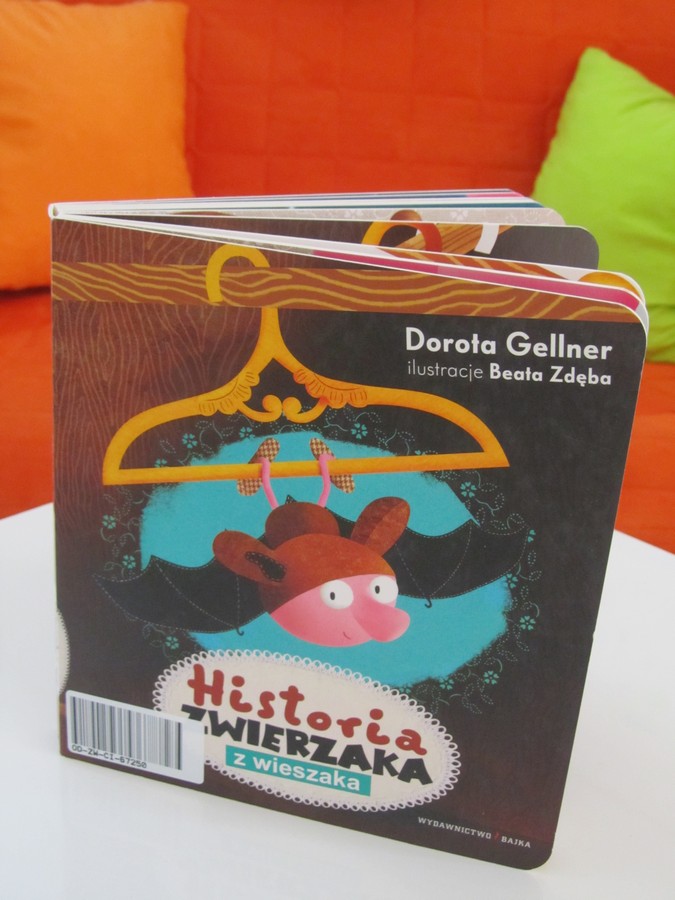 Dorota Gellner
ilustracje Beata Zdęba
Historia
ZWIERZAKA
z wieszaka
OD-ZW-CI-67250
WYDAWNICTWO / BAJKA